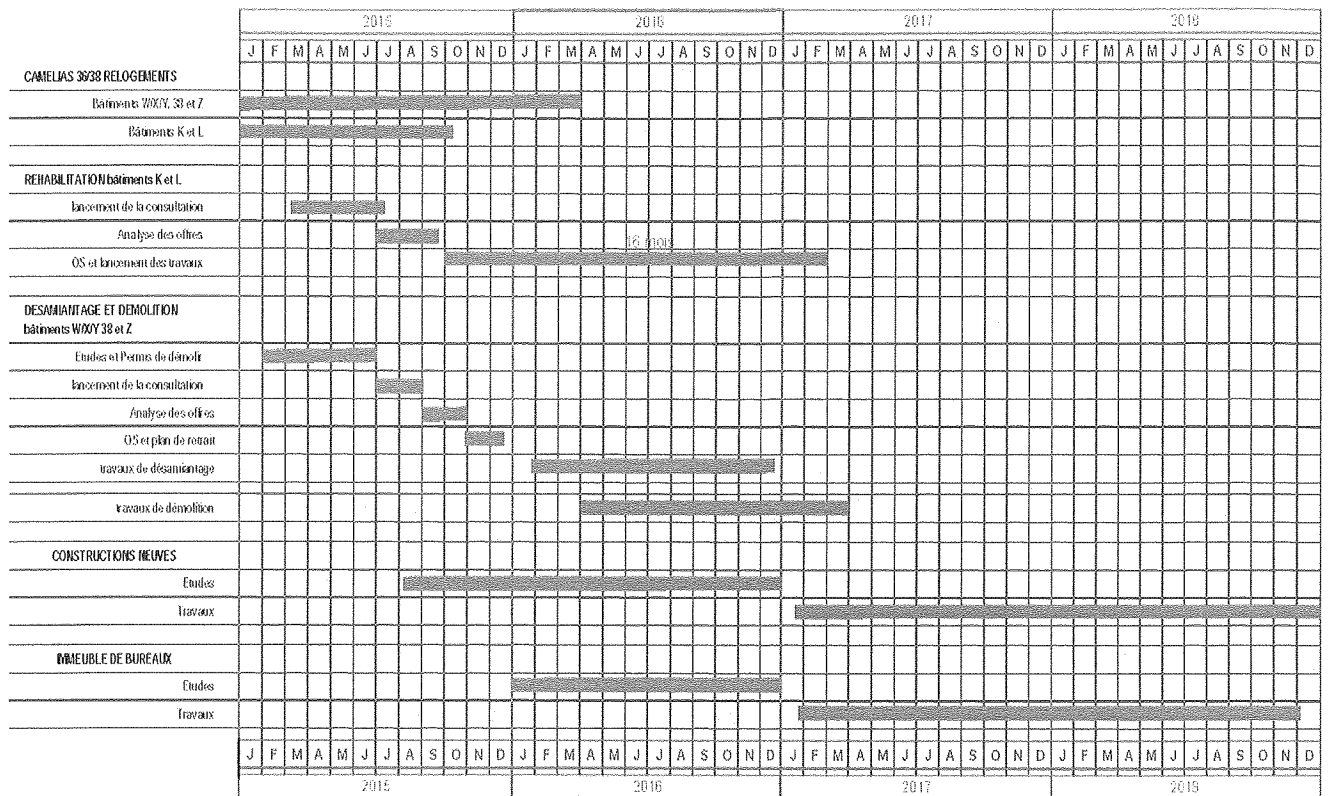 2015 2016 2017 2018
J F M A M J J A S O N D J F M A M J J A S O N D J F M A M J J A S O N D J F M A M J J A S O N D
CAMELIAS 36/38 RELOGEMENTS
Bâtiments W/X/Y, 38 et Z
Bâtiments K et L
REHABILITATION bâtiments K et L
lancement de la consultation
Analyse des offres
16 mois
OS et lancement des travaux
DESAMIANTAGE ET DEMOLITION
bâtiments W/X/Y 38 et Z
Etudes et Permis de démolir
lancement de la consultation
Analyse des offres
OS et plan de retrait
travaux de désamiantage
travaux de démolition
CONSTRUCTIONS NEUVES
Etudes
Travaux
IMMEUBLE DE BUREAUX
Etudes
Travaux
J F M A M J J A S O N D J F M A M J J A S O N D J F M A M J J A S O N D J F M A M J J A S O N D
2015 2016 2017 2018